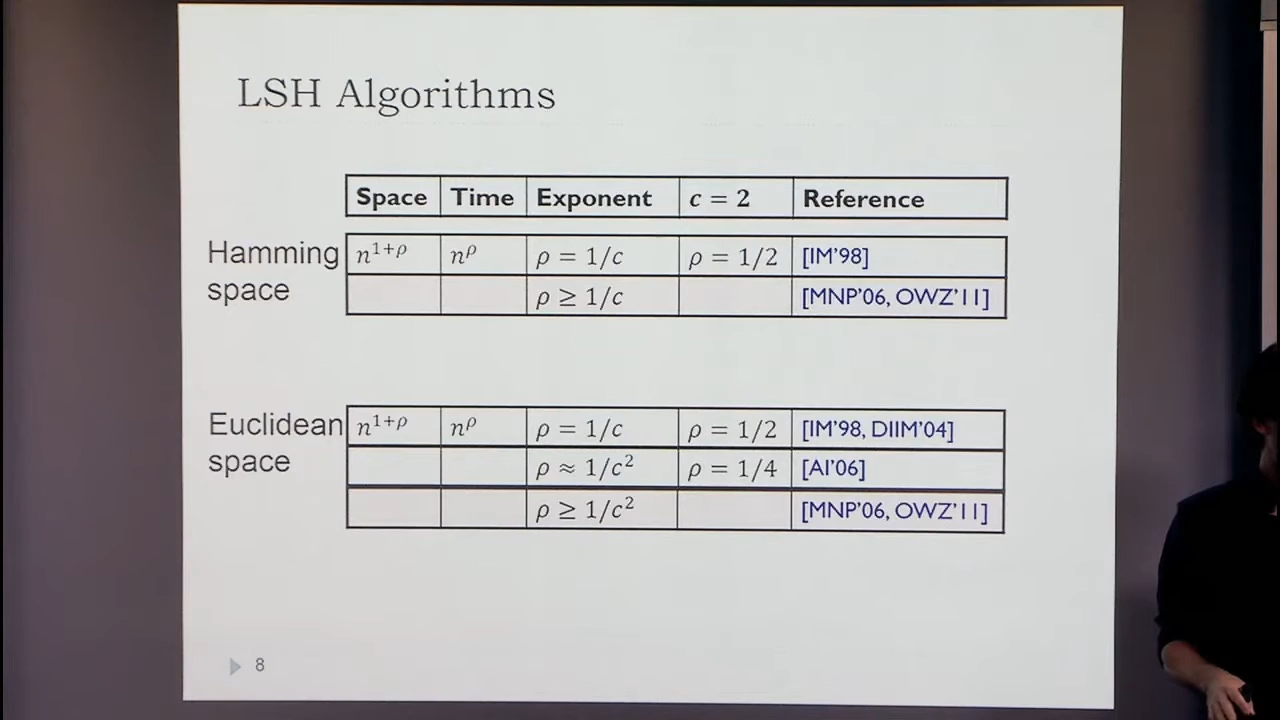 LSH Algorithms
Space Time Exponent c = 2 Reference
Hamming space
n^{1+ρ} n^ρ ρ = 1/c ρ = 1/2 [IM'98]
ρ ≥ 1/c [MNP'06, OWZ'11]
Euclidean space
n^{1+ρ} n^ρ ρ = 1/c ρ = 1/2 [IM'98, DIIM'04]
ρ ≈ 1/c² ρ = 1/4 [AI'06]
ρ ≥ 1/c² [MNP'06, OWZ'11]
8